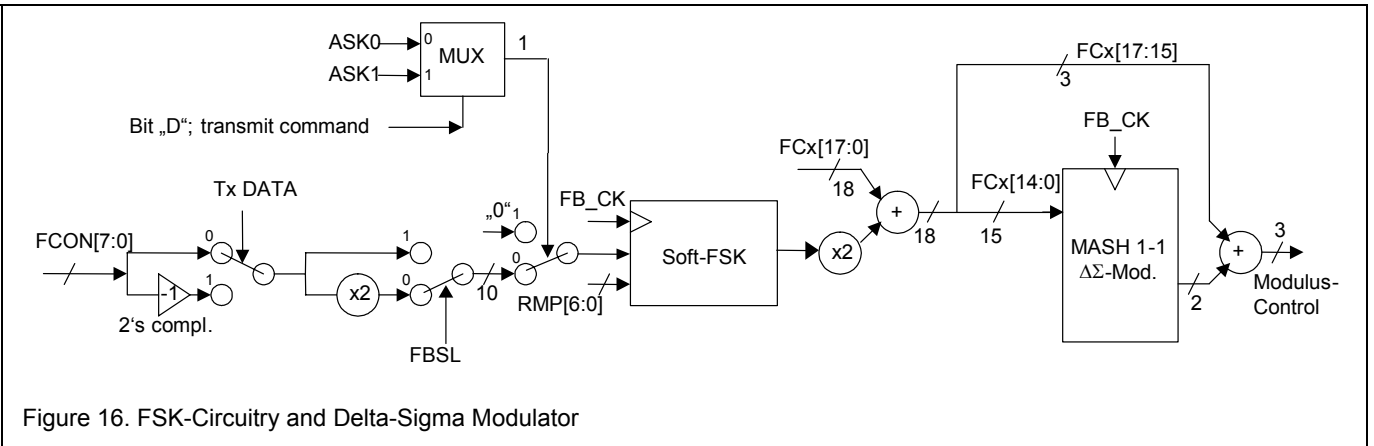 ASK0
0
MUX
1
ASK1
1
Bit „D“; transmit command
FCx[17:15]
3
FB_CK
FCx[17:0]
18
Tx DATA
FB_CK
FCx[14:0]
„0“
1
FCON[7:0]
0
1
Soft-FSK
+
18
15
MASH 1-1
ΔΣ-Mod.
+
3
Modulus-
Control
-1
1
x2
0
10
0
RMP[6:0]
x2
2
2's compl.
FBSL
Figure 16. FSK-Circuitry and Delta-Sigma Modulator